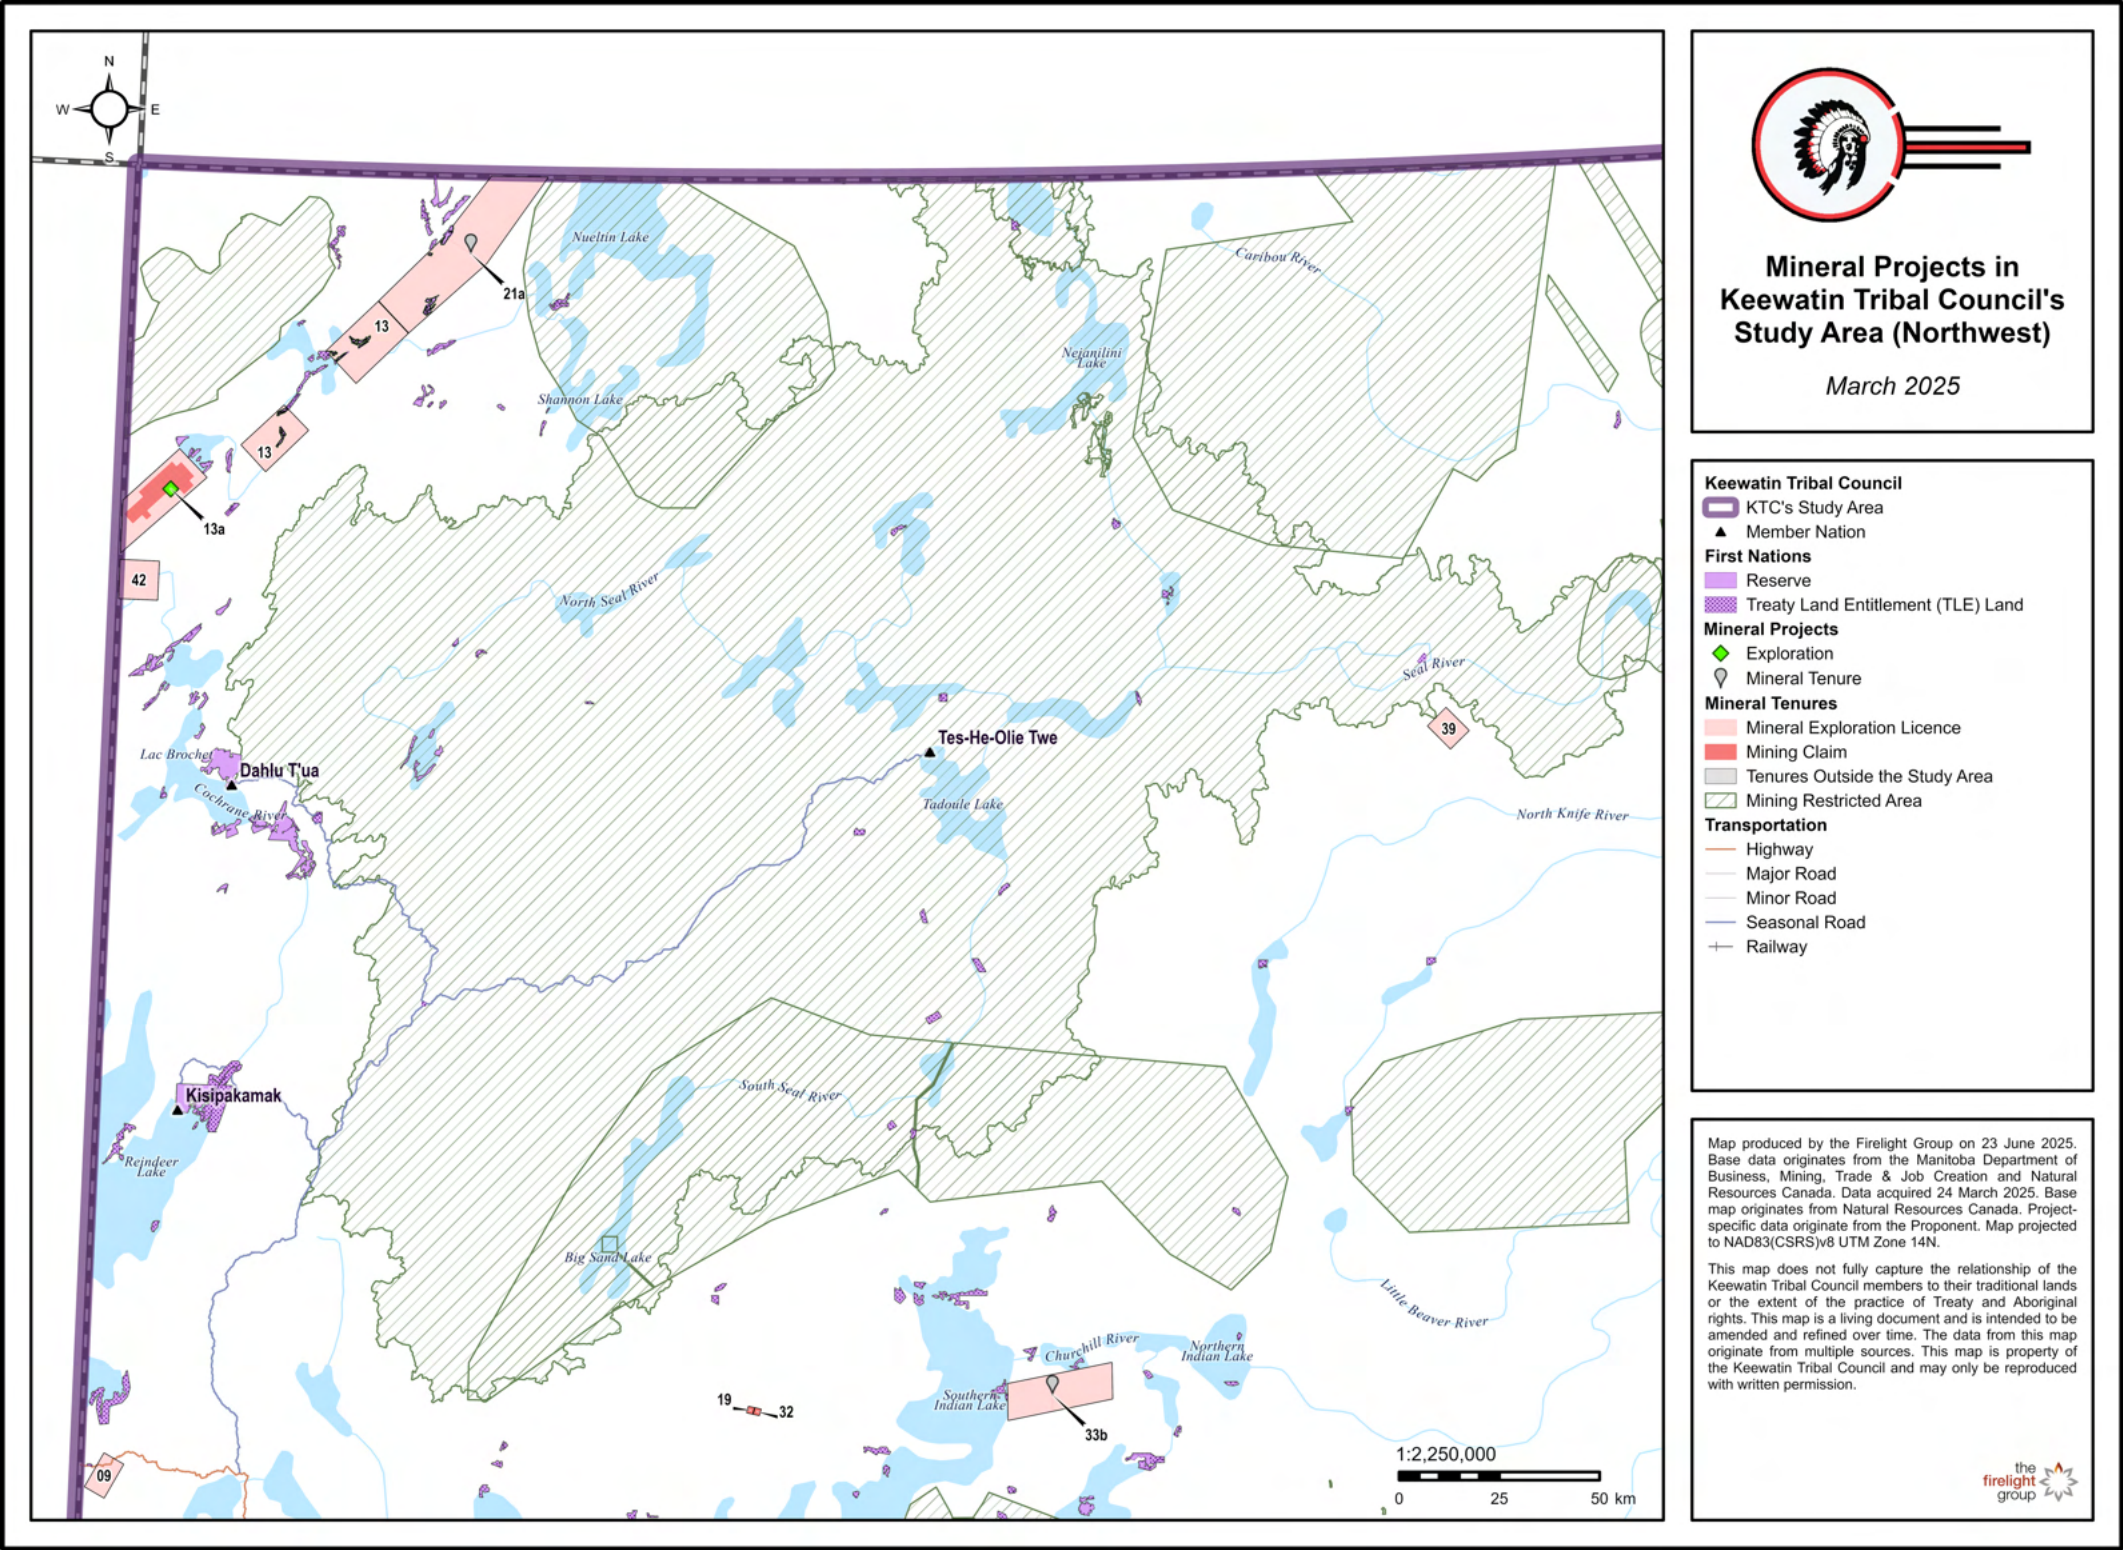 N
W E
S
Nueltin Lake
21a
13
Caribou River
Nejanilini
Lake
Shannon Lake
13
13a
42
North Seal River
Seal River
39
Tes-He-Olie Twe
Lac Brochet
Dahlu T'ua
Cochrane River
Tadoule Lake
North Knife River
South Seal River
Kisipakamak
Reindeer
Lake
Big Sand Lake
Little Beaver River
Churchill River
Northern
Indian Lake
Southern
Indian Lake
19 32
33b
09
1:2,250,000
0 25 50 km
Mineral Projects in
Keewatin Tribal Council's
Study Area (Northwest)
March 2025
Keewatin Tribal Council
KTC's Study Area
Member Nation
First Nations
Reserve
Treaty Land Entitlement (TLE) Land
Mineral Projects
Exploration
Mineral Tenure
Mineral Tenures
Mineral Exploration Licence
Mining Claim
Tenures Outside the Study Area
Mining Restricted Area
Transportation
Highway
Major Road
Minor Road
Seasonal Road
Railway
Map produced by the Firelight Group on 23 June 2025.
Base data originates from the Manitoba Department of
Business, Mining, Trade & Job Creation and Natural
Resources Canada. Data acquired 24 March 2025. Base
map originates from Natural Resources Canada. Project-
specific data originate from the Proponent. Map projected
to NAD83(CSRS)v8 UTM Zone 14N.
This map does not fully capture the relationship of the
Keewatin Tribal Council members to their traditional lands
or the extent of the practice of Treaty and Aboriginal
rights. This map is a living document and is intended to be
amended and refined over time. The data from this map
originate from multiple sources. This map is property of
the Keewatin Tribal Council and may only be reproduced
with written permission.
the
firelight
group